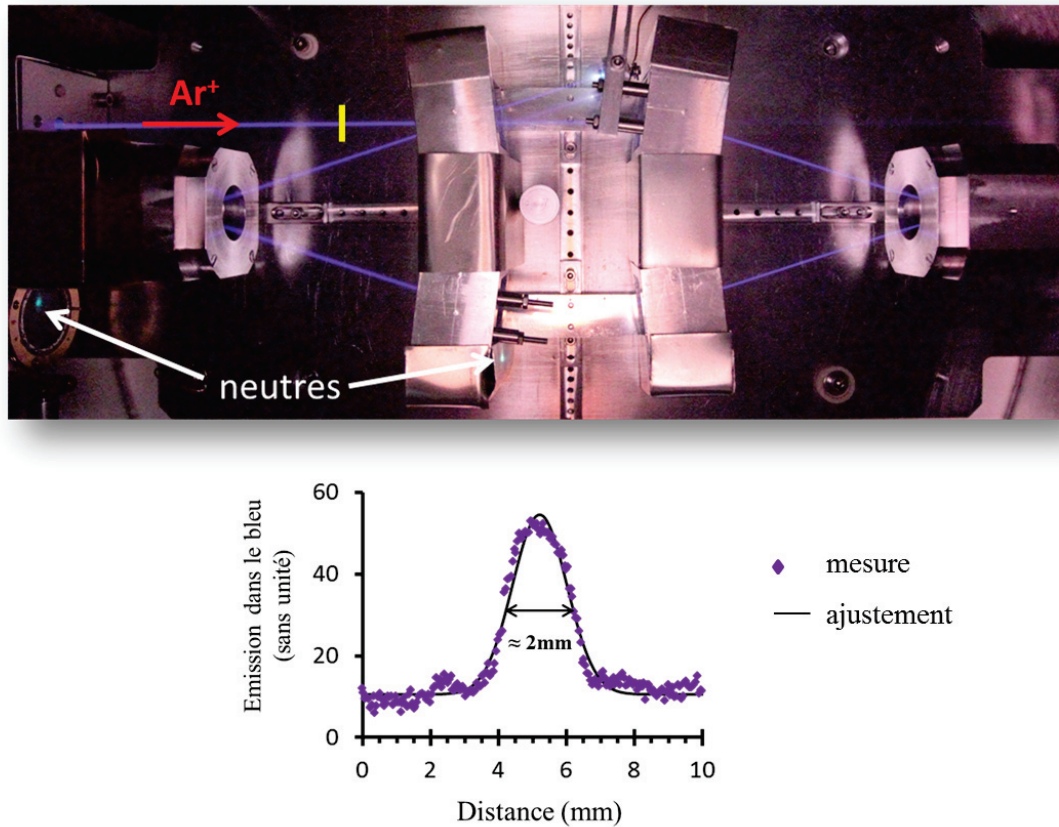 Ar⁺
neutres
60
40
20
0
Emission dans le bleu
(sans unité)
≈ 2mm
0 2 4 6 8 10
Distance (mm)
mesure
ajustement